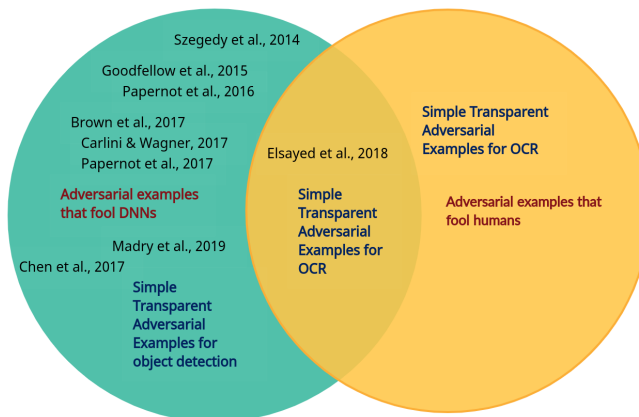 Szegedy et al., 2014
Goodfellow et al., 2015
Papernot et al., 2016
Brown et al., 2017
Carlini & Wagner, 2017
Papernot et al., 2017
Adversarial examples
that fool DNNs
Madry et al., 2019
Chen et al., 2017
Simple
Transparent
Adversarial
Examples for
object detection
Elsayed et al., 2018
Simple
Transparent
Adversarial
Examples for
OCR
Simple Transparent
Adversarial
Examples for OCR
Adversarial examples that
fool humans